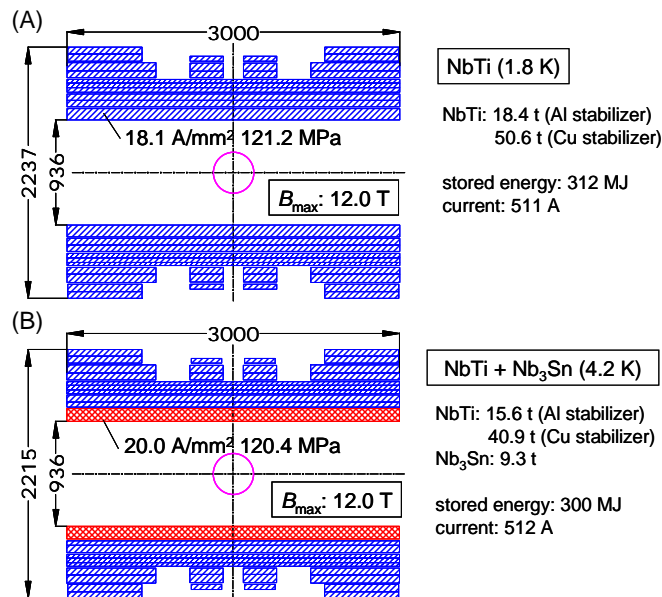 (A)
3000
2237
936
18.1 A/mm² 121.2 MPa
Bmax: 12.0 T
NbTi (1.8 K)
NbTi: 18.4 t (Al stabilizer)
50.6 t (Cu stabilizer)
stored energy: 312 MJ
current: 511 A
(B)
3000
2215
936
20.0 A/mm² 120.4 MPa
Bmax: 12.0 T
NbTi + Nb₃Sn (4.2 K)
NbTi: 15.6 t (Al stabilizer)
40.9 t (Cu stabilizer)
Nb₃Sn: 9.3 t
stored energy: 300 MJ
current: 512 A